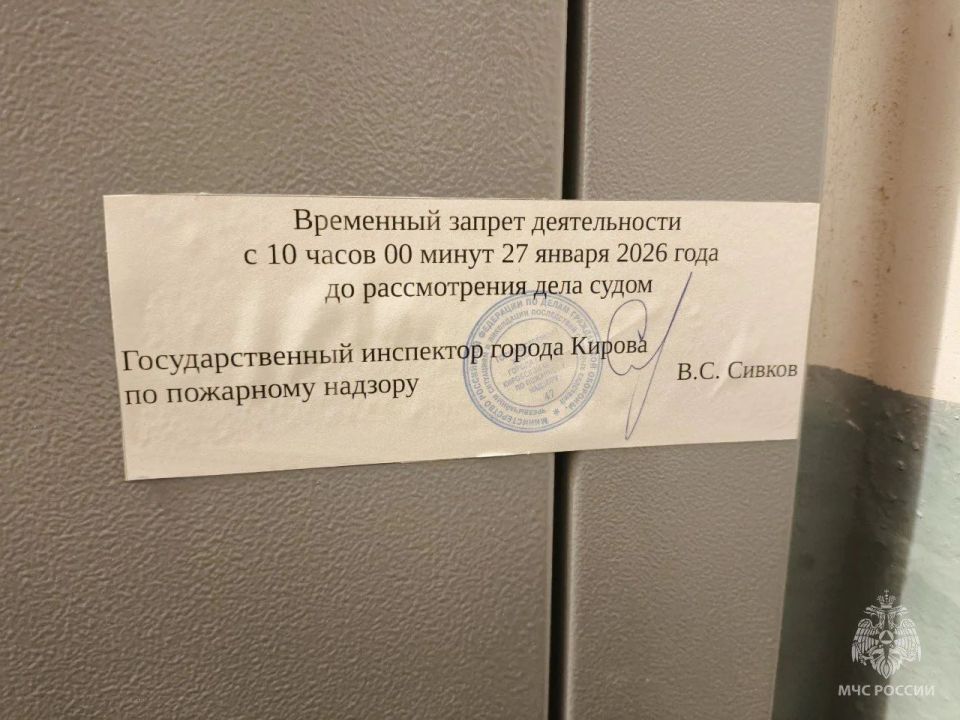 Временный запрет деятельности
с 10 часов 00 минут 27 января 2026 года
до рассмотрения дела судом
Государственный инспектор города Кирова
по пожарному надзору
В.С. Сивков
МЧС РОССИИ